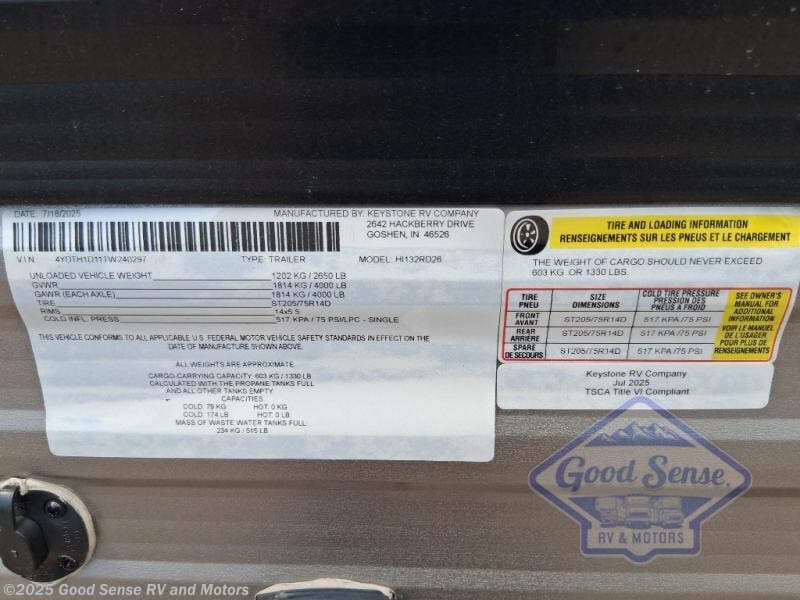 DATE: 7/18/2025
MANUFACTURED BY: KEYSTONE RV COMPANY
2642 HACKBERRY DRIVE
GOSHEN, IN 46526
V.I.N. 4YDTH1D11TW240297 TYPE: TRAILER MODEL: HI132RD26
UNLOADED VEHICLE WEIGHT 1202 KG / 2650 LB
GVWR 1814 KG / 4000 LB
GAWR (EACH AXLE) 1814 KG / 4000 LB
TIRE ST205/75R14D
RIMS 14x5.5
COLD INFL. PRESS 517 KPA / 75 PSI/LPC - SINGLE
THIS VEHICLE CONFORMS TO ALL APPLICABLE U.S. FEDERAL MOTOR VEHICLE SAFETY STANDARDS IN EFFECT ON THE
DATE OF MANUFACTURE SHOWN ABOVE.
ALL WEIGHTS ARE APPROXIMATE
CARGO-CARRYING CAPACITY: 603 KG / 1330 LB
CALCULATED WITH THE PROPANE TANKS FULL
AND ALL OTHER TANKS EMPTY
CAPACITIES:
COLD: 79 KG HOT: 0 KG
COLD: 174 LB HOT: 0 LB
MASS OF WASTE WATER TANKS FULL
234 KG / 515 LB
TIRE AND LOADING INFORMATION
RENSEIGNEMENTS SUR LES PNEUS ET LE CHARGEMENT
THE WEIGHT OF CARGO SHOULD NEVER EXCEED
603 KG OR 1330 LBS.
TIRE
PNEU
SIZE
DIMENSIONS
COLD TIRE PRESSURE
PRESSION DES
PNEUS A FROID
FRONT
AVANT
ST205/75R14D 517 KPA /75 PSI
REAR
ARRIÈRE
ST205/75R14D 517 KPA /75 PSI
SPARE
DE SECOURS
ST205/75R14D 517 KPA /75 PSI
SEE OWNER'S
MANUAL FOR
ADDITIONAL
INFORMATION
VOIR LE MANUEL
DE L'USAGER
POUR PLUS DE
RENSEIGNEMENTS
Keystone RV Company
Jul 2025
TSCA Title VI Compliant
Good Sense
RV & MOTORS
©2025 Good Sense RV and Motors